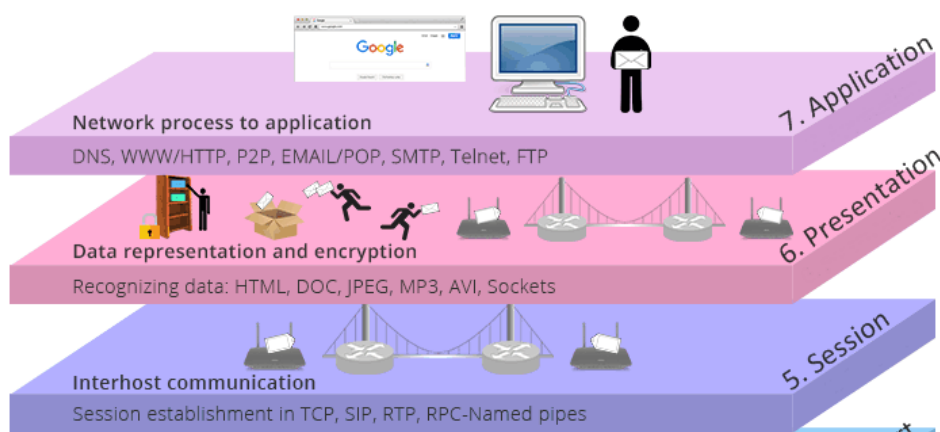 Google
7. Application
Network process to application
DNS, WWW/HTTP, P2P, EMAIL/POP, SMTP, Telnet, FTP
6. Presentation
Data representation and encryption
Recognizing data: HTML, DOC, JPEG, MP3, AVI, Sockets
5. Session
Interhost communication
Session establishment in TCP, SIP, RTP, RPC-Named pipes